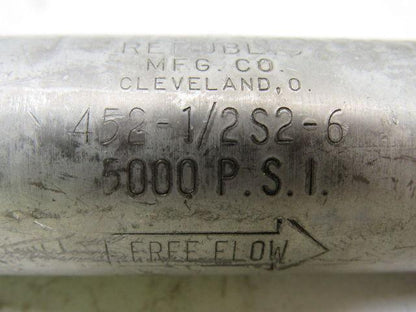 REPUBLIC
MFG. CO.
CLEVELAND, O.
452-1/2S2-6
5000 P.S.I.
FREE FLOW